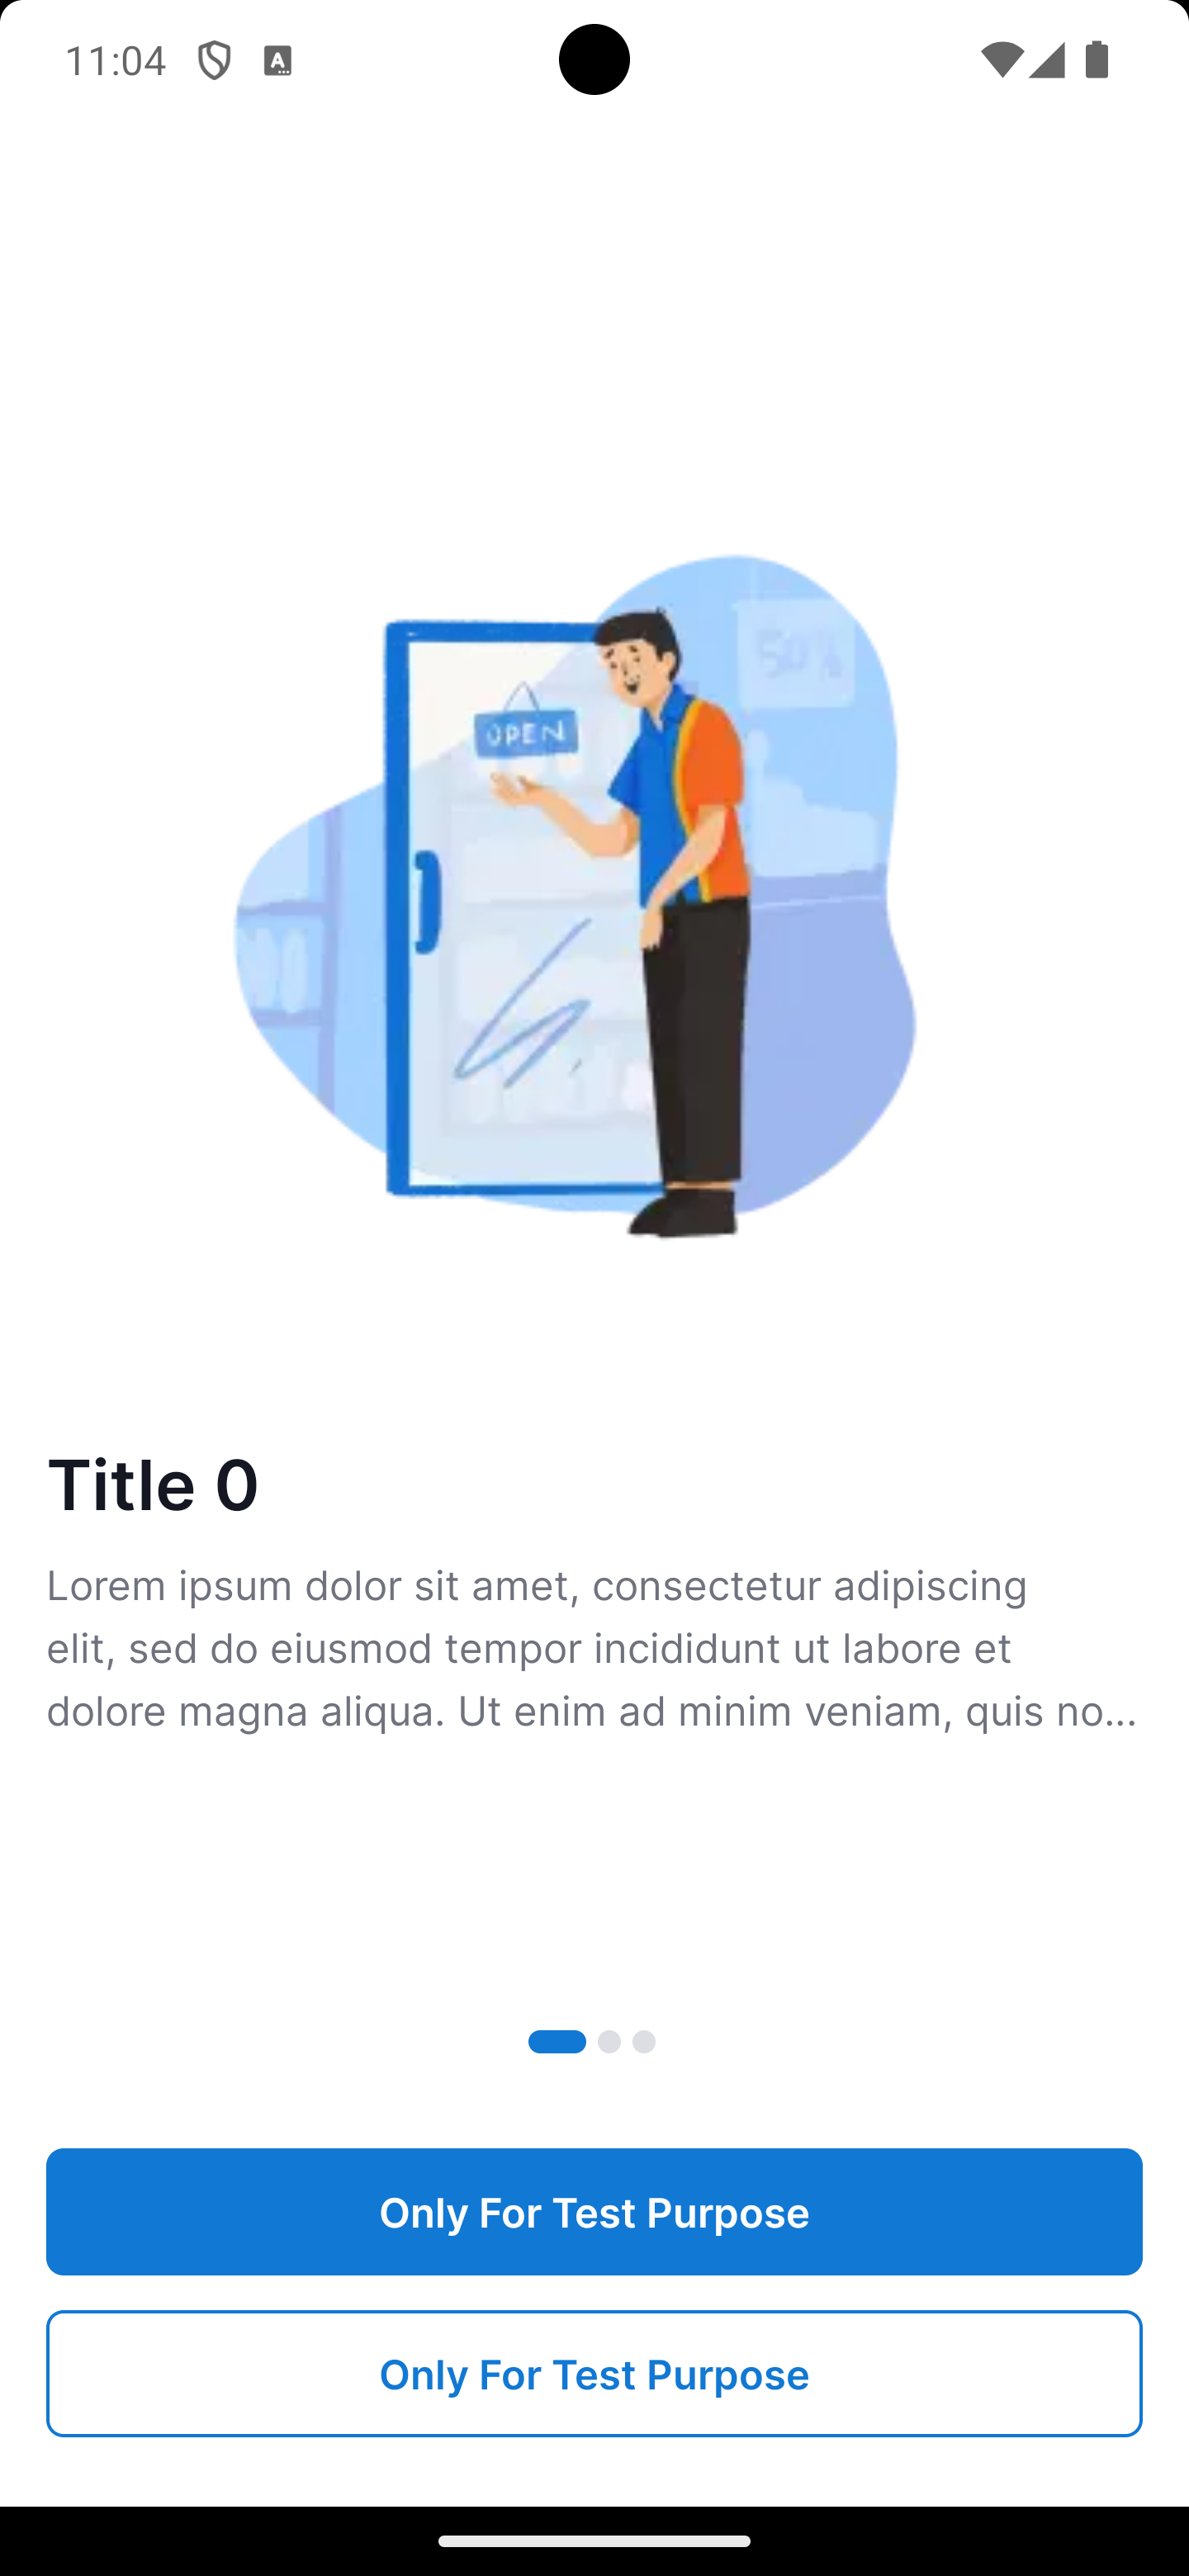 11:04
50%
OPEN
Title 0
Lorem ipsum dolor sit amet, consectetur adipiscing
elit, sed do eiusmod tempor incididunt ut labore et
dolore magna aliqua. Ut enim ad minim veniam, quis no...
Only For Test Purpose
Only For Test Purpose